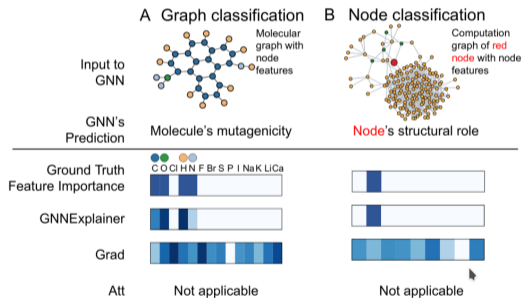 A Graph classification
B Node classification
Molecular
graph with
node
features
Computation
graph of red
node with node
features
Input to
GNN
GNN's
Prediction
Molecule's mutagenicity
Node's structural role
C O Cl H N F Br S P I Na K Li Ca
Ground Truth
Feature Importance
GNNExplainer
Grad
Att
Not applicable
Not applicable